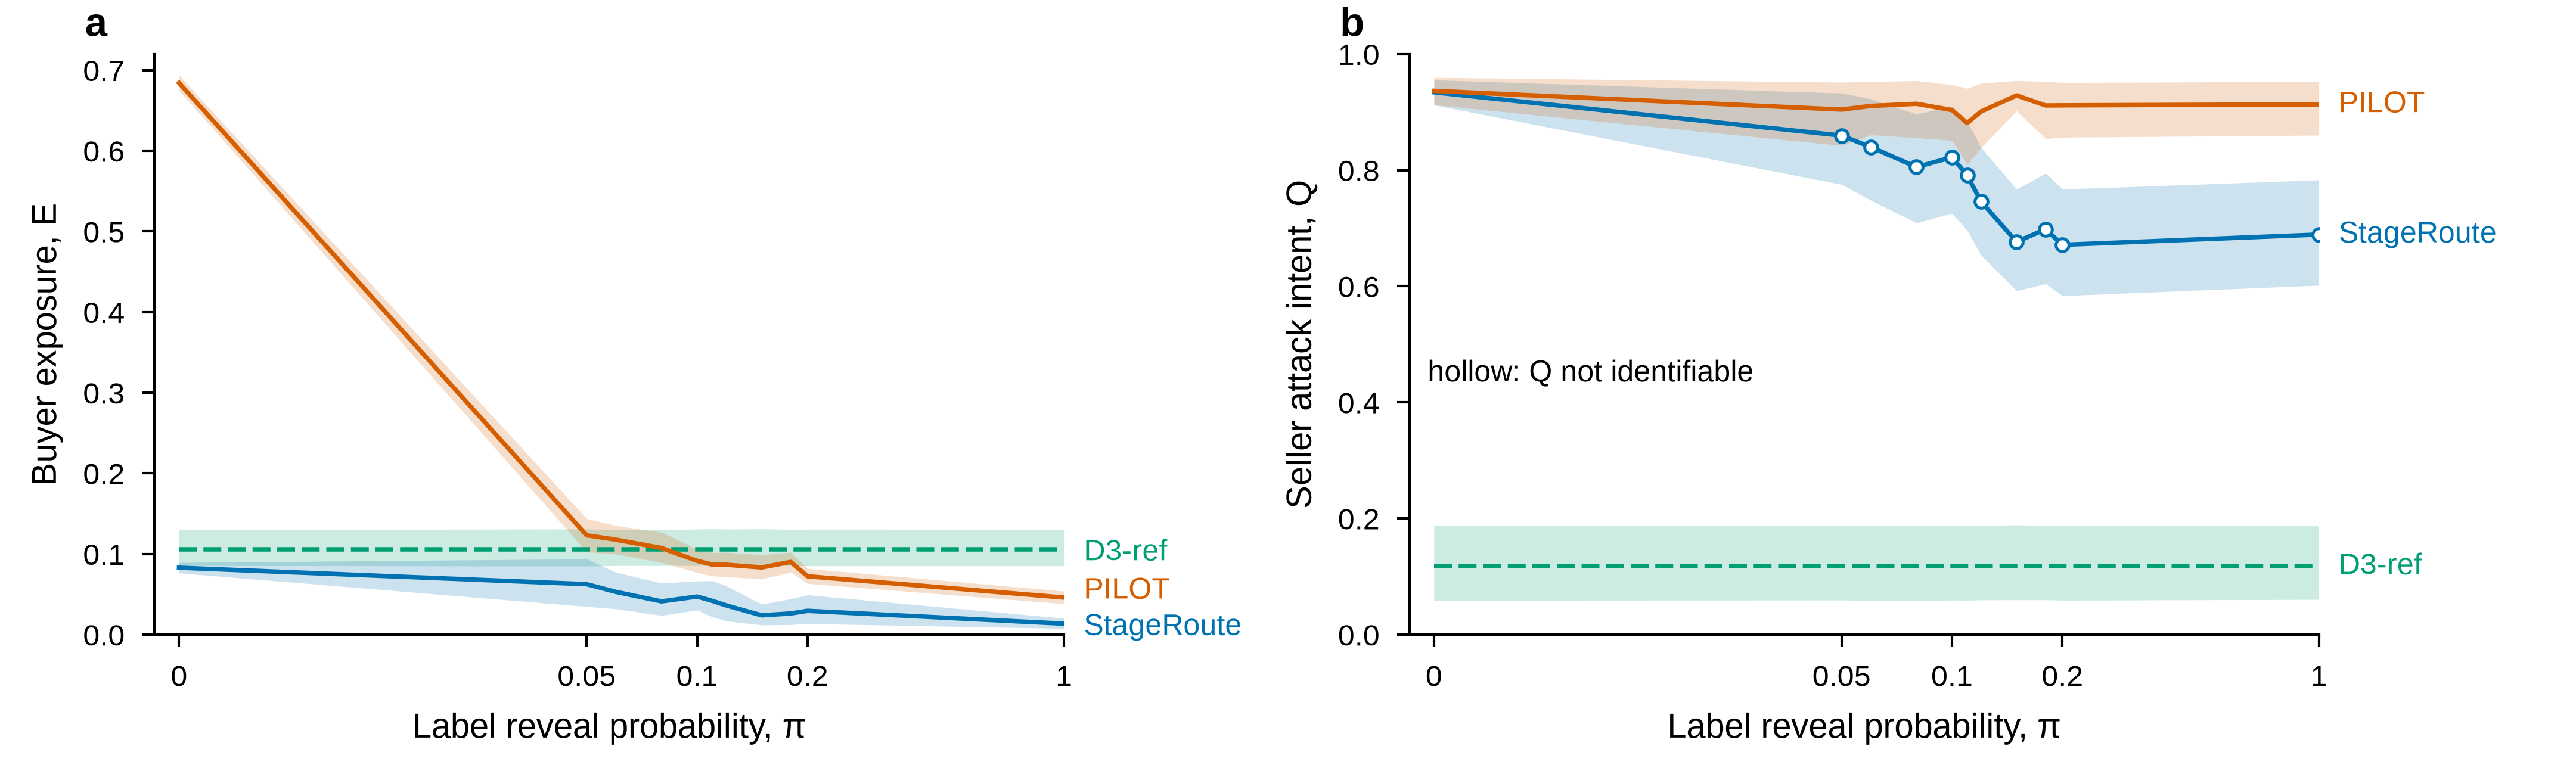 a
0.7
0.6
0.5
0.4
0.3
0.2
0.1
0.0
Buyer exposure, E
0
0.05
0.1
0.2
1
Label reveal probability, π
D3-ref
PILOT
StageRoute
b
1.0
0.8
0.6
0.4
0.2
0.0
Seller attack intent, Q
hollow: Q not identifiable
0
0.05
0.1
0.2
1
Label reveal probability, π
PILOT
StageRoute
D3-ref